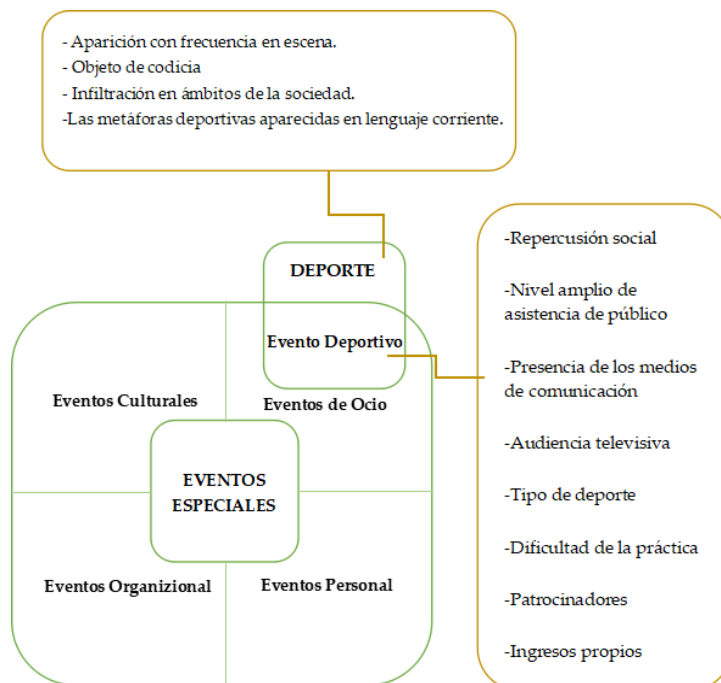 - Aparición con frecuencia en escena.
- Objeto de codicia
- Infiltración en ámbitos de la sociedad.
-Las metáforas deportivas aparecidas en lenguaje corriente.
DEPORTE
Evento Deportivo
Eventos Culturales
Eventos de Ocio
EVENTOS
ESPECIALES
Eventos Organizional
Eventos Personal
-Repercusión social
-Nivel amplio de
asistencia de público
-Presencia de los medios
de comunicación
-Audiencia televisiva
-Tipo de deporte
-Dificultad de la práctica
-Patrocinadores
-Ingresos propios